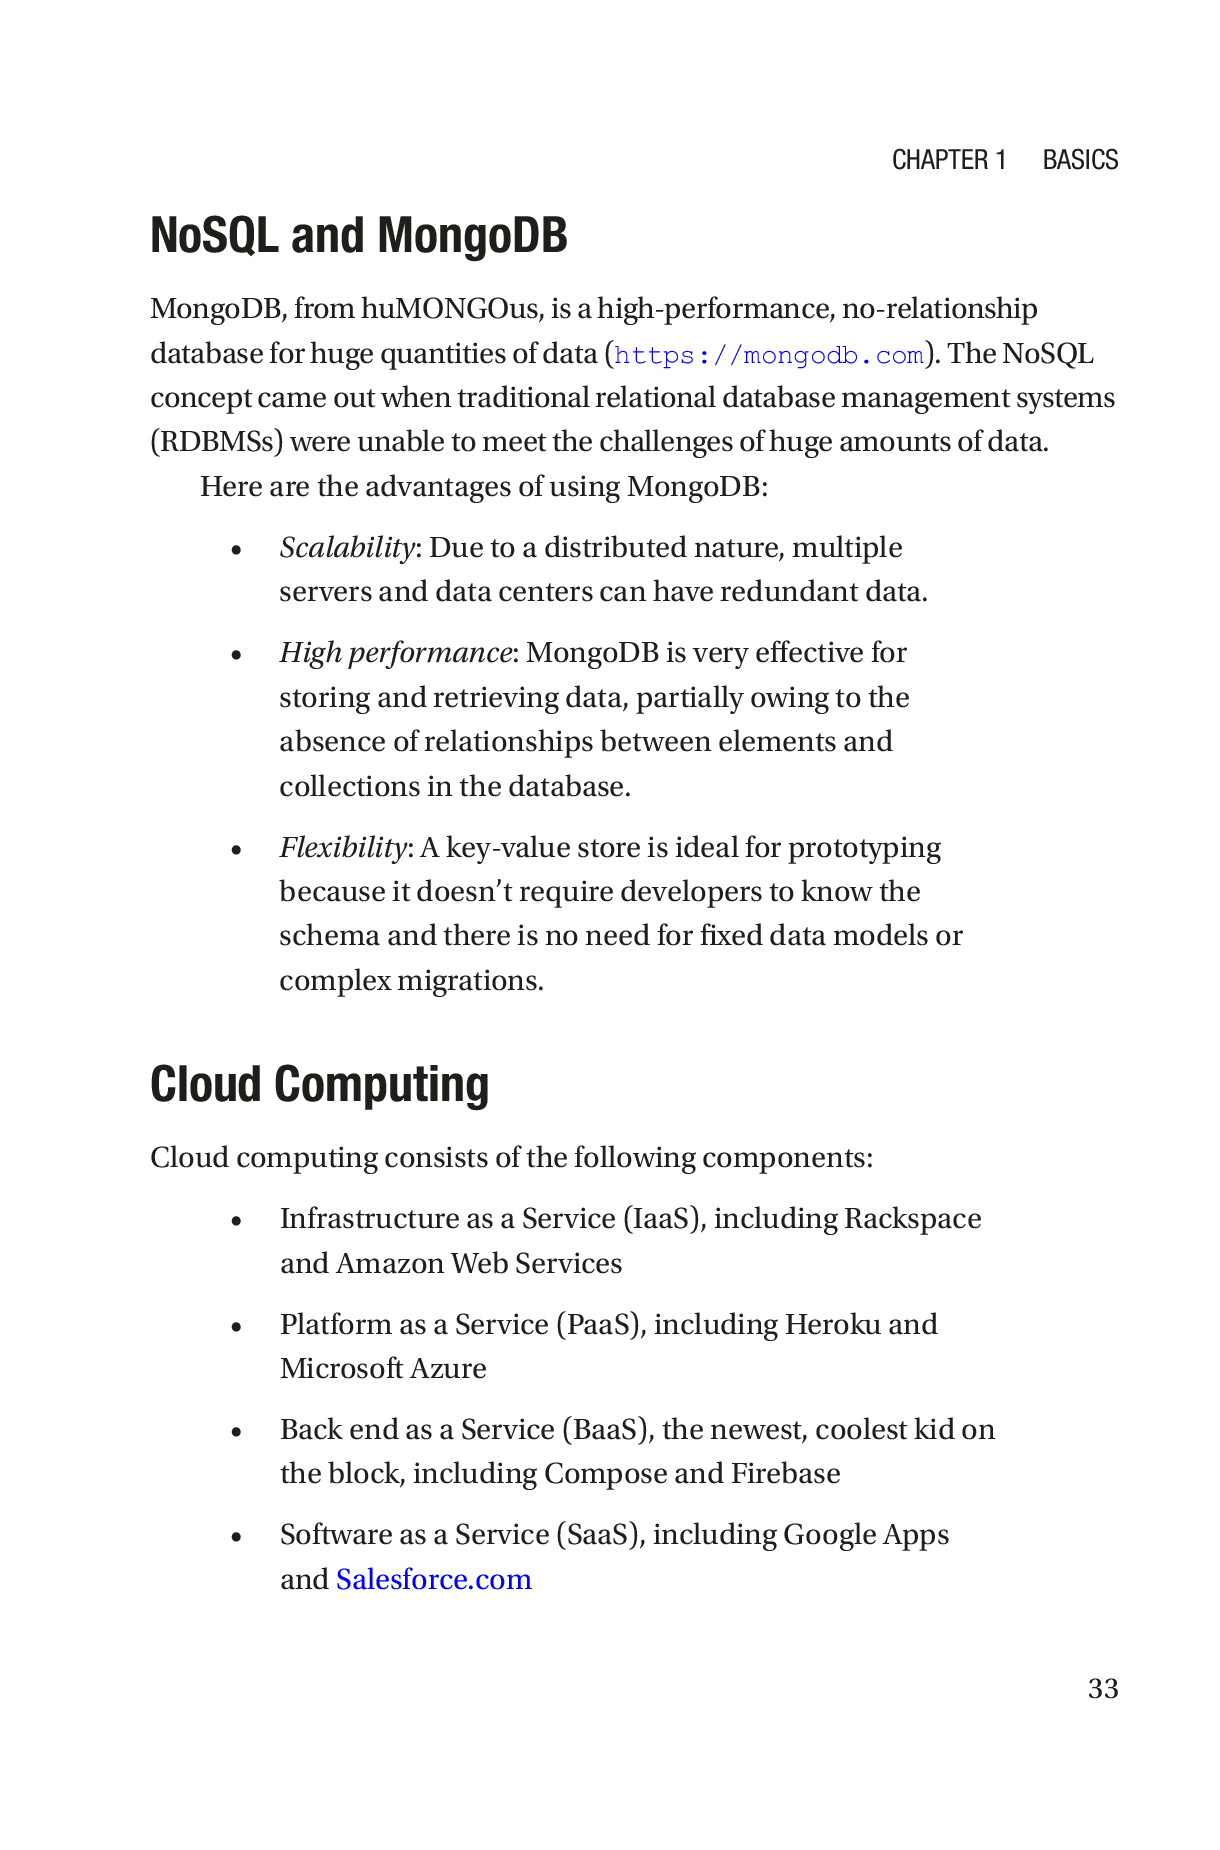 CHAPTER 1 BASICS
NoSQL and MongoDB
MongoDB, from huMONGOus, is a high-performance, no-relationship
database for huge quantities of data (https://mongodb.com). The NoSQL
concept came out when traditional relational database management systems
(RDBMSs) were unable to meet the challenges of huge amounts of data.
Here are the advantages of using MongoDB:
• Scalability: Due to a distributed nature, multiple
servers and data centers can have redundant data.
• High performance: MongoDB is very effective for
storing and retrieving data, partially owing to the
absence of relationships between elements and
collections in the database.
• Flexibility: A key-value store is ideal for prototyping
because it doesn’t require developers to know the
schema and there is no need for fixed data models or
complex migrations.
Cloud Computing
Cloud computing consists of the following components:
• Infrastructure as a Service (IaaS), including Rackspace
and Amazon Web Services
• Platform as a Service (PaaS), including Heroku and
Microsoft Azure
• Back end as a Service (BaaS), the newest, coolest kid on
the block, including Compose and Firebase
• Software as a Service (SaaS), including Google Apps
and Salesforce.com
33